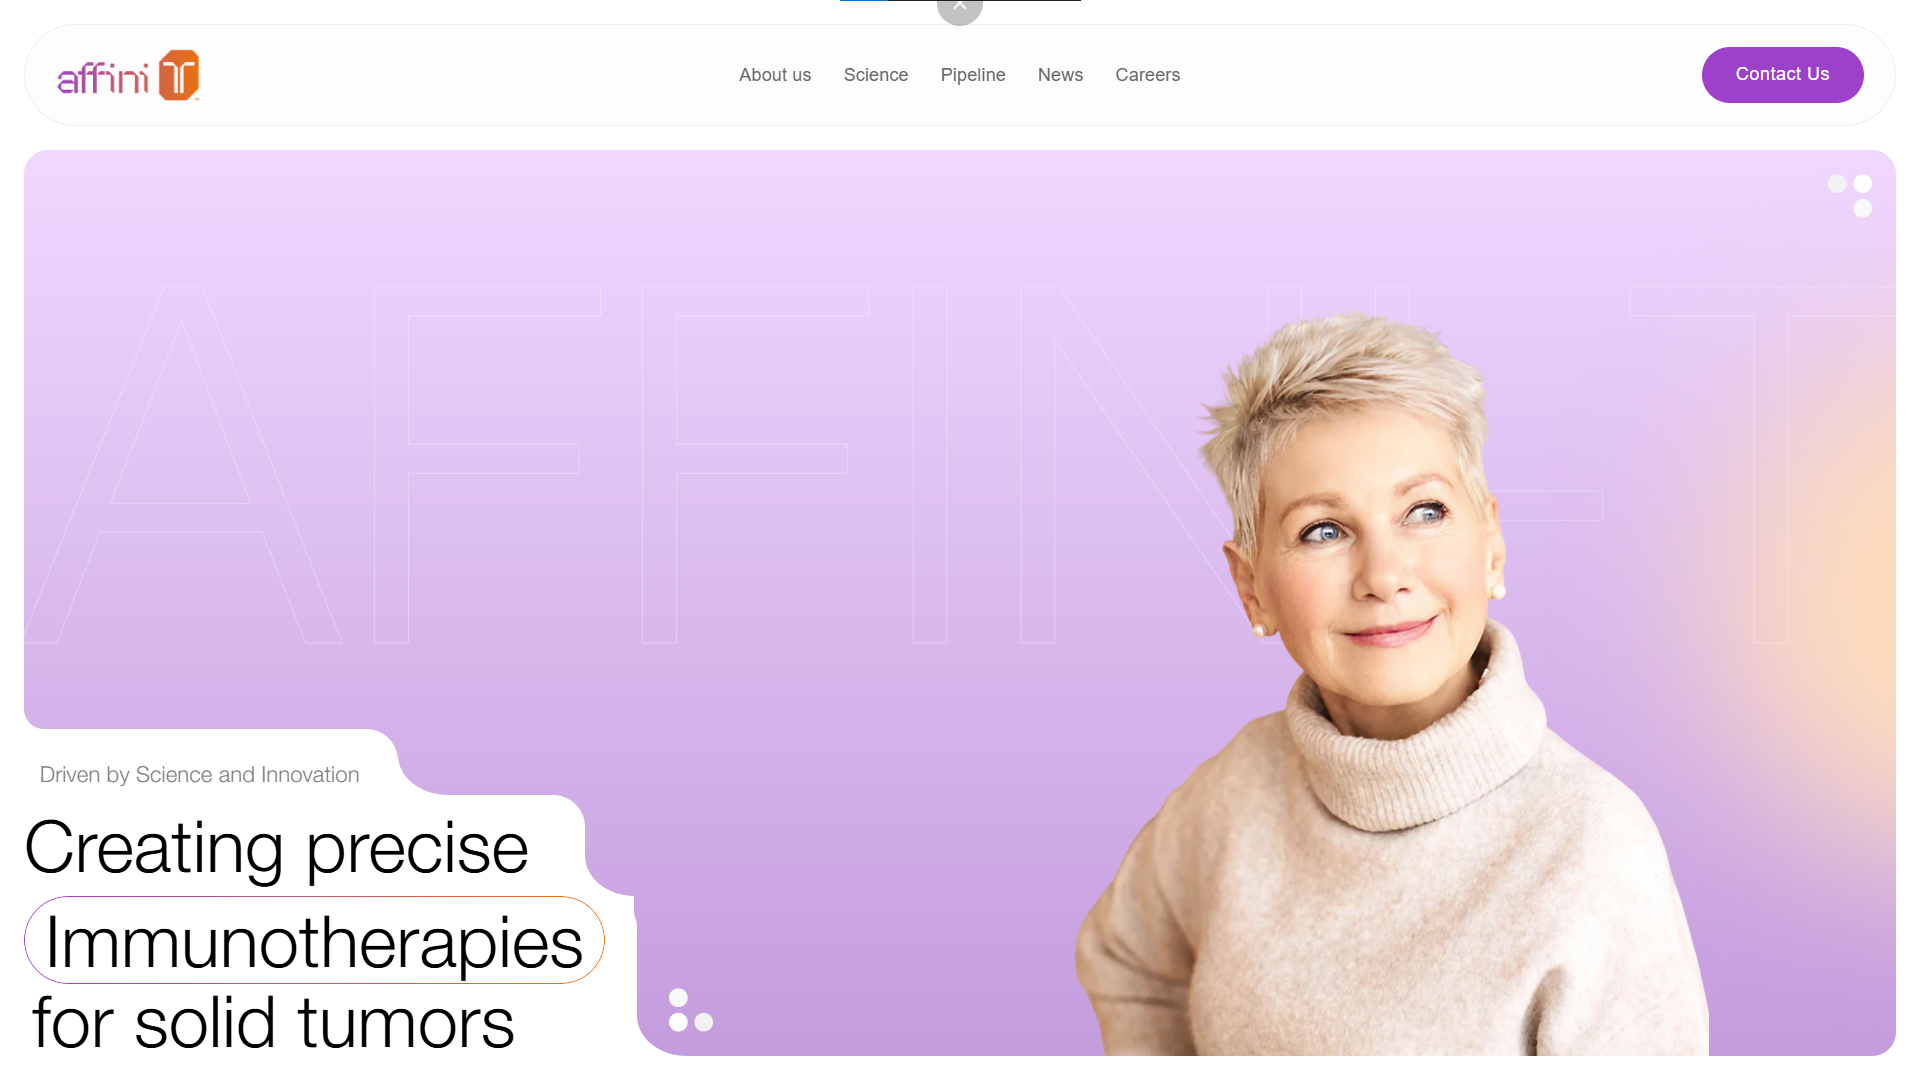 affini T
About us
Science
Pipeline
News
Careers
Contact Us
AFFINI-T
Driven by Science and Innovation
Creating precise
Immunotherapies
for solid tumors